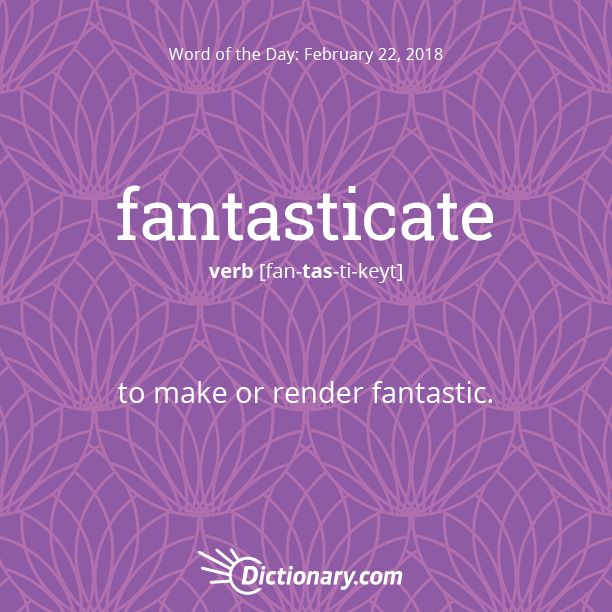 Word of the Day: February 22, 2018
fantasticate
verb [fan-tas-ti-keyt]
to make or render fantastic.
Dictionary.com